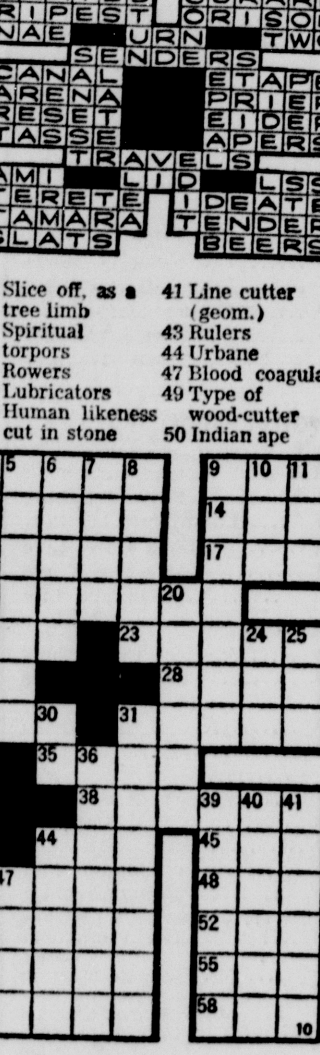 RIPEST ORISO
NAE URN TW
SENDERS
CANAL ETAPE
ARENA PRIER
RESET EIDER
TASSE APERS
TRAVELS
AMI LID LSS
ERETE IDEATE
TAMARA TENDER
SLATS BEERS
Slice off, as a
tree limb
Spiritual
torpors
Rowers
Lubricators
Human likeness
cut in stone
41 Line cutter
(geom.)
43 Rulers
44 Urbane
47 Blood coagula
49 Type of
wood-cutter
50 Indian ape
5 6 7 8 9 10 11
14
17
20
23 24 25
28
30 31
35 36
38 39 40 41
44 45
47 48
52
55
58
10